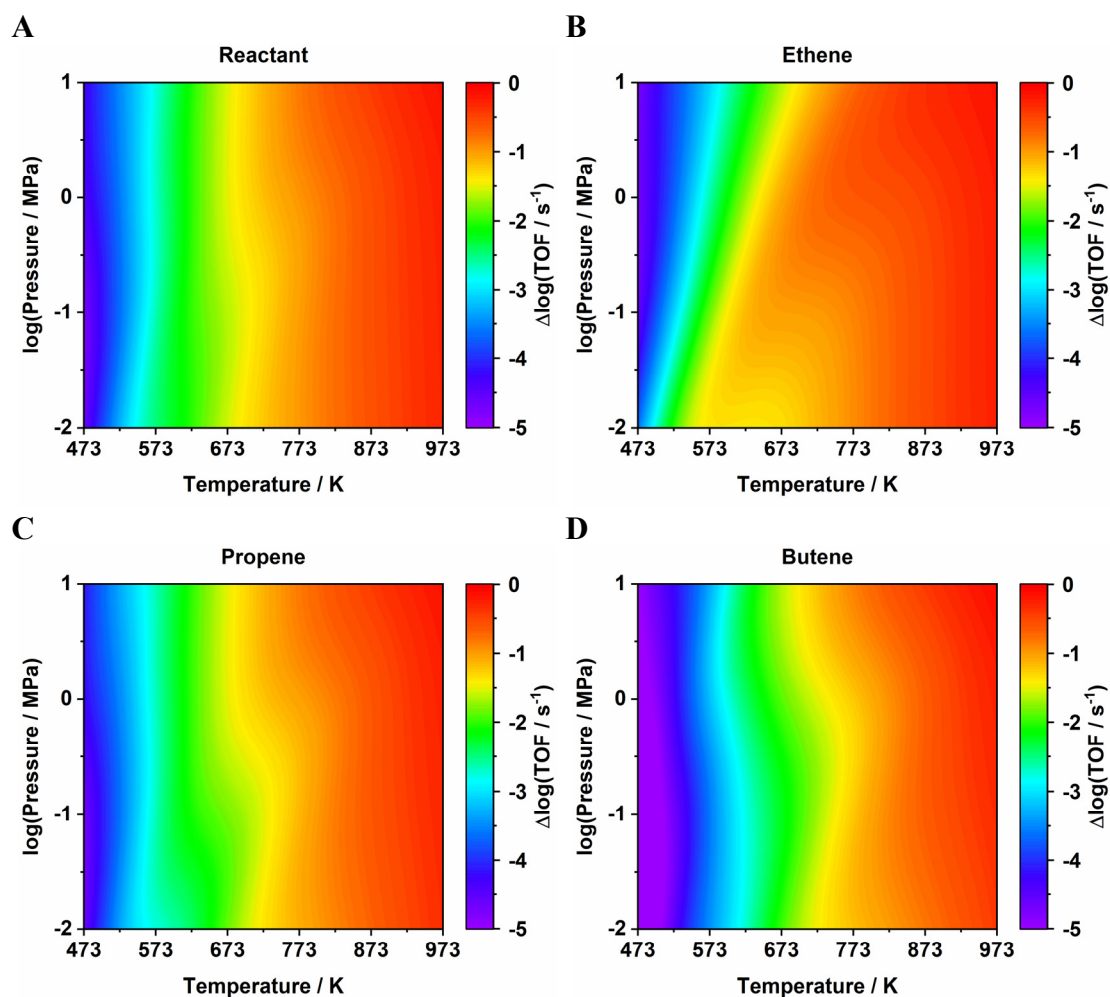 A
Reactant
log(Pressure / MPa)
1
0
-1
-2
473 573 673 773 873 973
Temperature / K
0
-1
-2
-3
-4
-5
Δlog(TOF / s⁻¹)
B
Ethene
log(Pressure / MPa)
1
0
-1
-2
473 573 673 773 873 973
Temperature / K
0
-1
-2
-3
-4
-5
Δlog(TOF / s⁻¹)
C
Propene
log(Pressure / MPa)
1
0
-1
-2
473 573 673 773 873 973
Temperature / K
0
-1
-2
-3
-4
-5
Δlog(TOF / s⁻¹)
D
Butene
log(Pressure / MPa)
1
0
-1
-2
473 573 673 773 873 973
Temperature / K
0
-1
-2
-3
-4
-5
Δlog(TOF / s⁻¹)